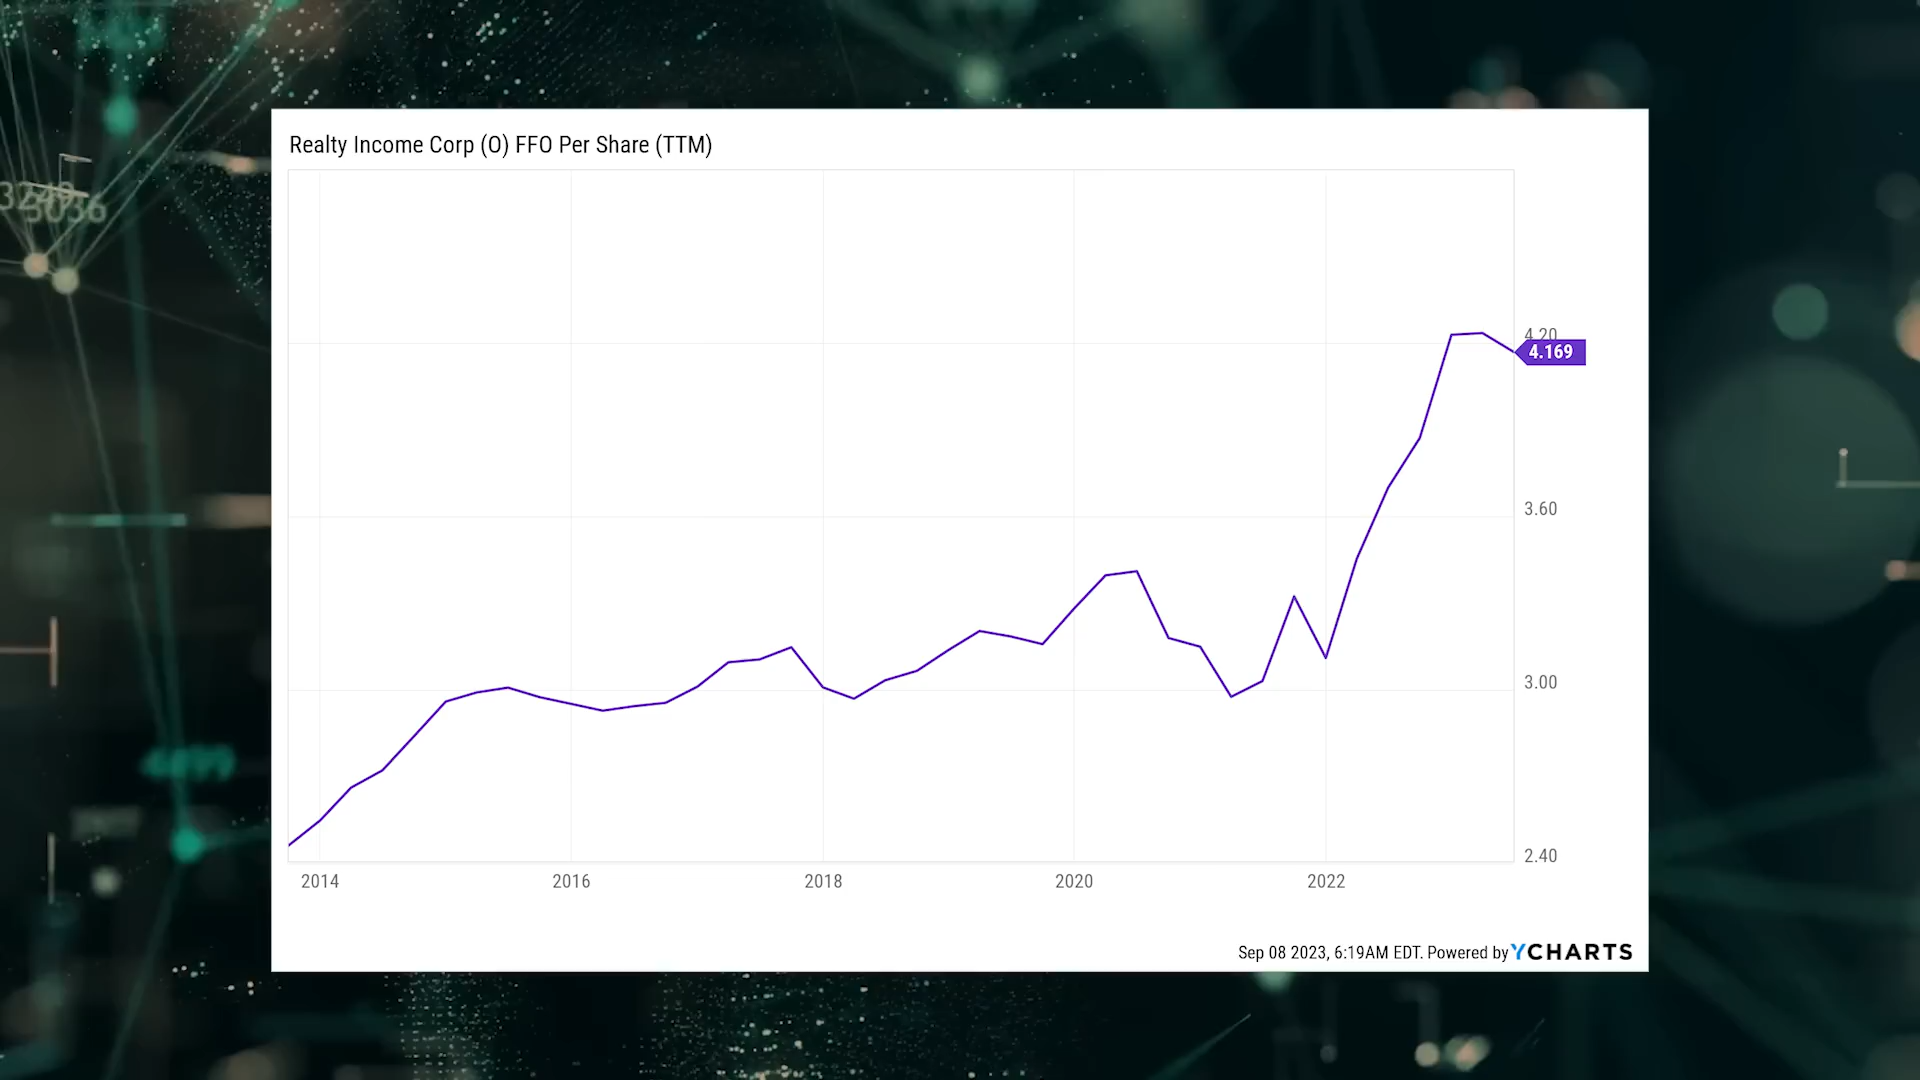 Realty Income Corp (O) FFO Per Share (TTM)
4.20
4.169
3.60
3.00
2.40
2014 2016 2018 2020 2022
Sep 08 2023, 6:19AM EDT. Powered by YCHARTS
5036